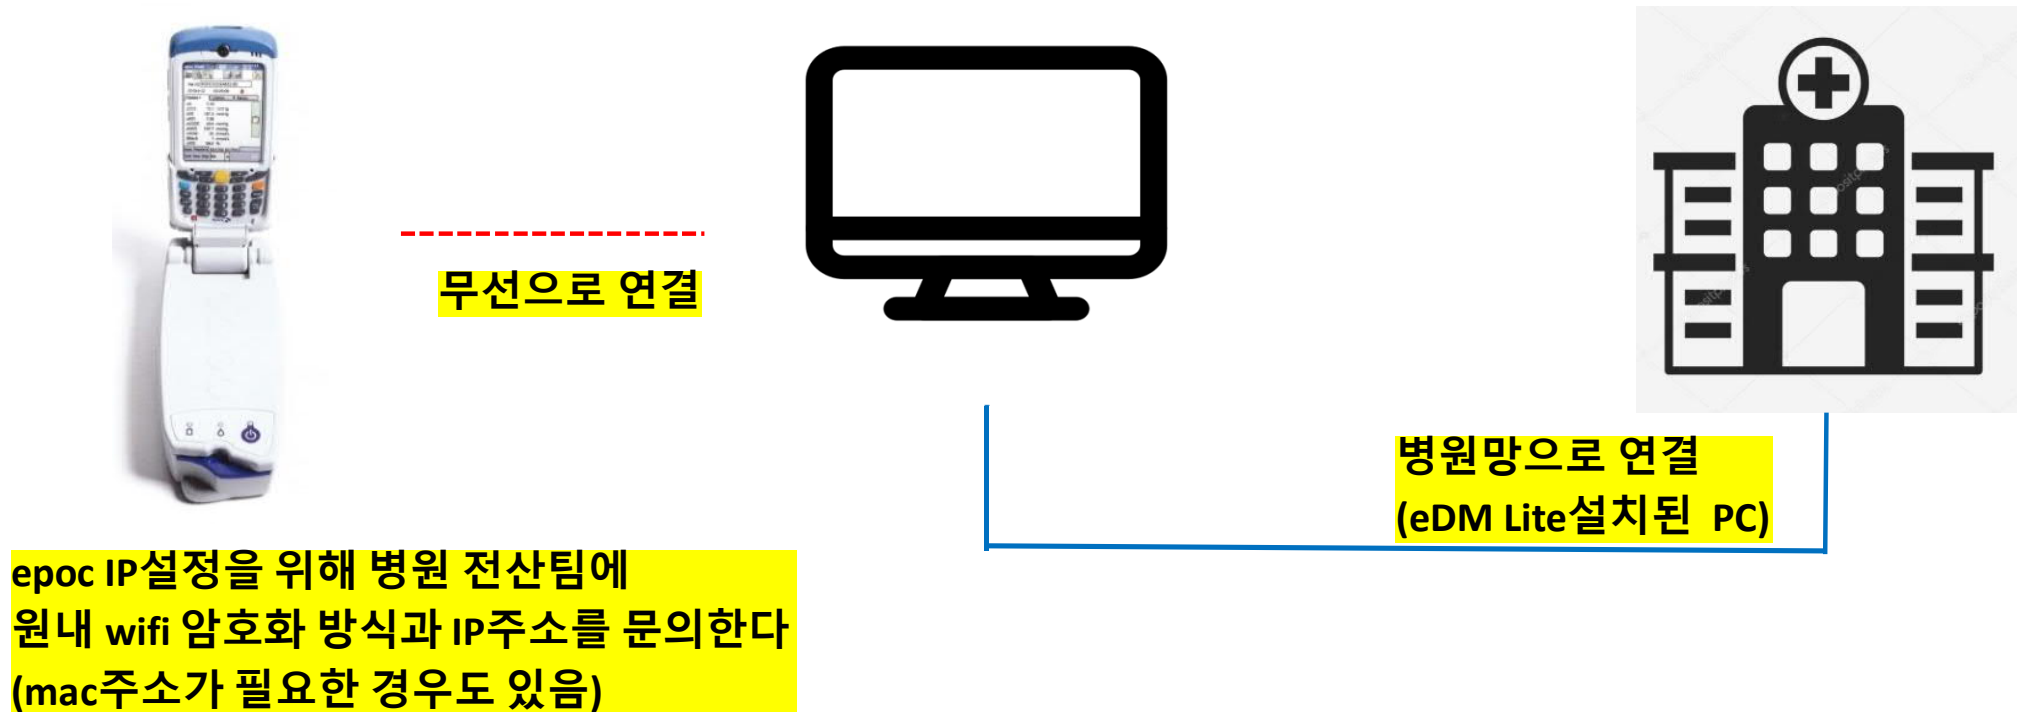 무선으로 연결
병원망으로 연결
(eDM Lite설치된 PC)
epoc IP설정을 위해 병원 전산팀에
원내 wifi 암호화 방식과 IP주소를 문의한다
(mac주소가 필요한 경우도 있음)